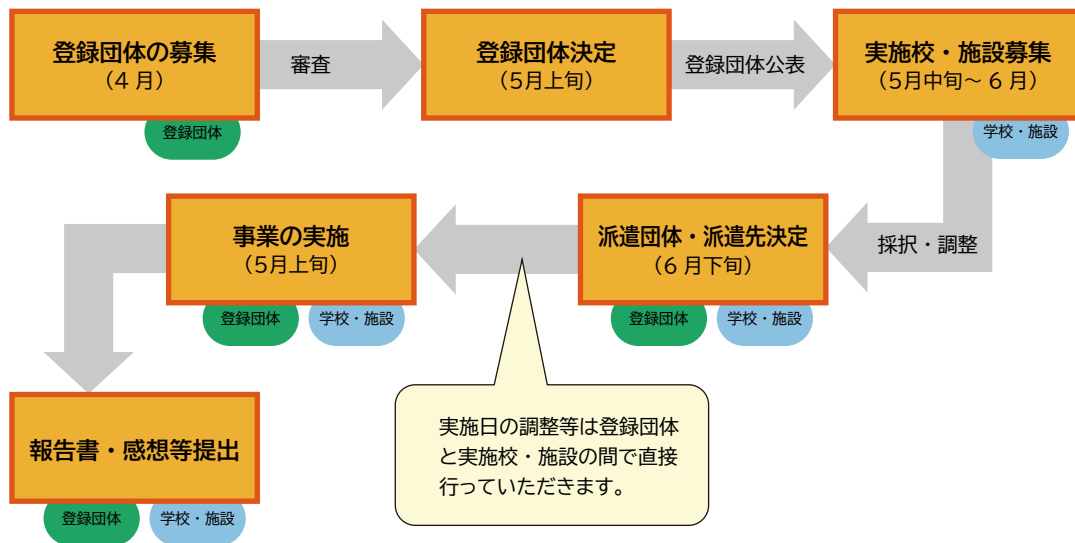 登録団体の募集
（4 月）
審査
登録団体決定
（5月上旬）
登録団体公表
実施校・施設募集
（5月中旬～ 6 月）
登録団体
学校・施設
採択・調整
派遣団体・派遣先決定
（6 月下旬）
登録団体
学校・施設
事業の実施
（5月上旬）
登録団体
学校・施設
実施日の調整等は登録団体
と実施校・施設の間で直接
行っていただきます。
報告書・感想等提出
登録団体
学校・施設